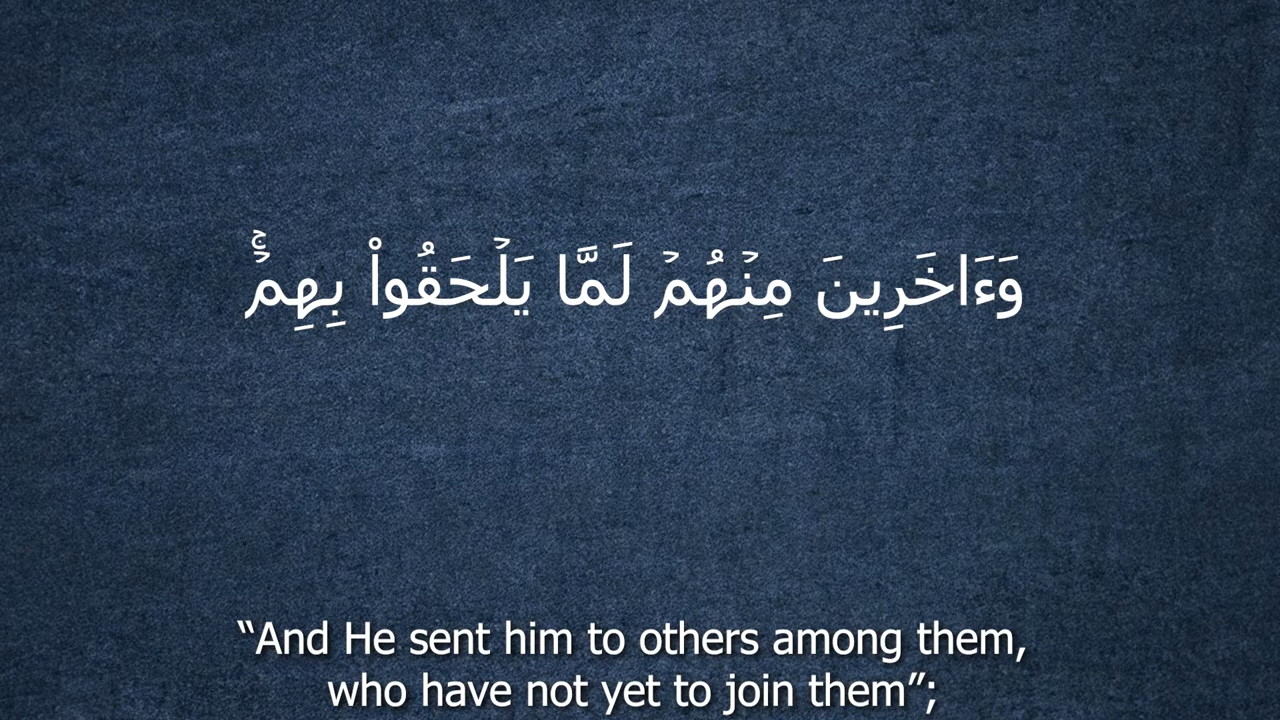 وَءَاخَرِينَ مِنۡهُمۡ لَمَّا يَلۡحَقُواْ بِهِمۡۚ
“And He sent him to others among them,
who have not yet to join them”;